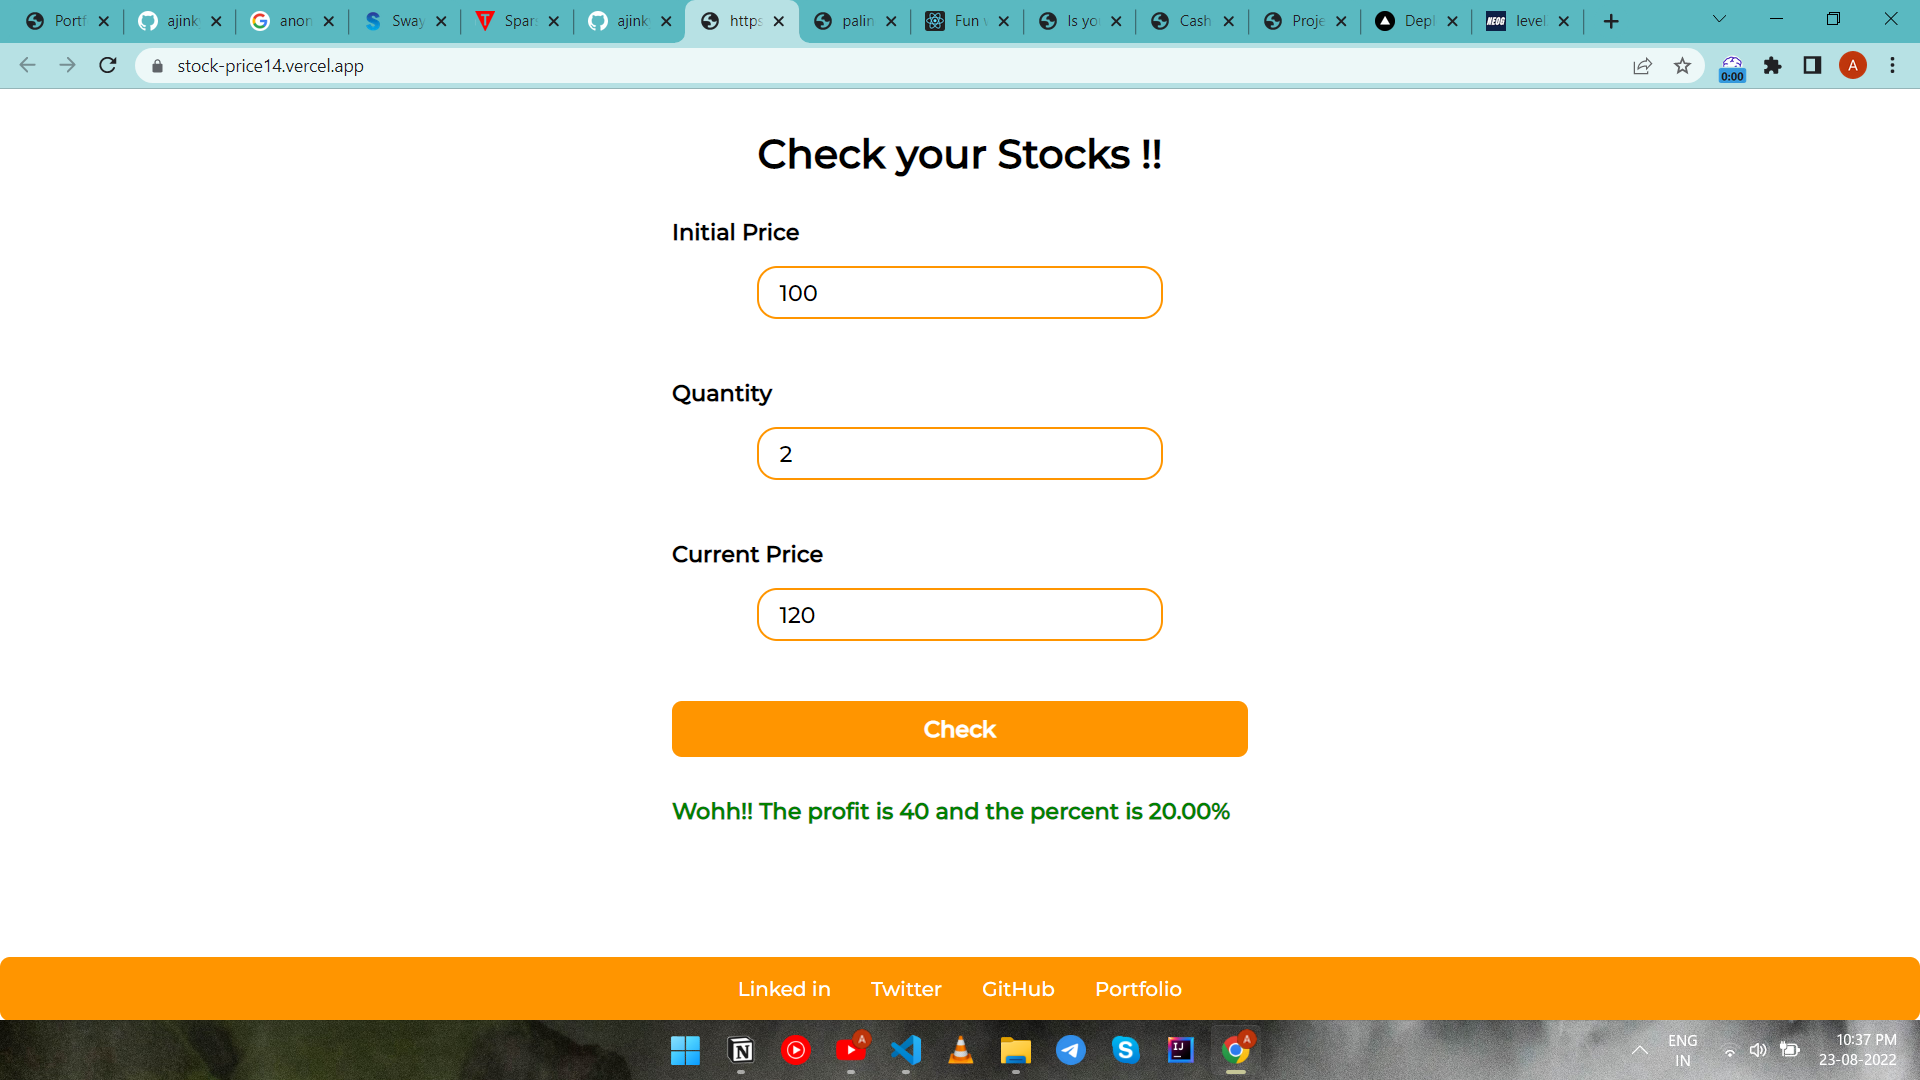 Portf
ajink
anon
Sway
Spar
ajink
https
palin
Fun
Is you
Cash
Proje
Depl
level
stock-price14.vercel.app
0:00
A
Check your Stocks !!
Initial Price
100
Quantity
2
Current Price
120
Check
Wohh!! The profit is 40 and the percent is 20.00%
Linked in Twitter GitHub Portfolio
ENG
IN
10:37 PM
23-08-2022